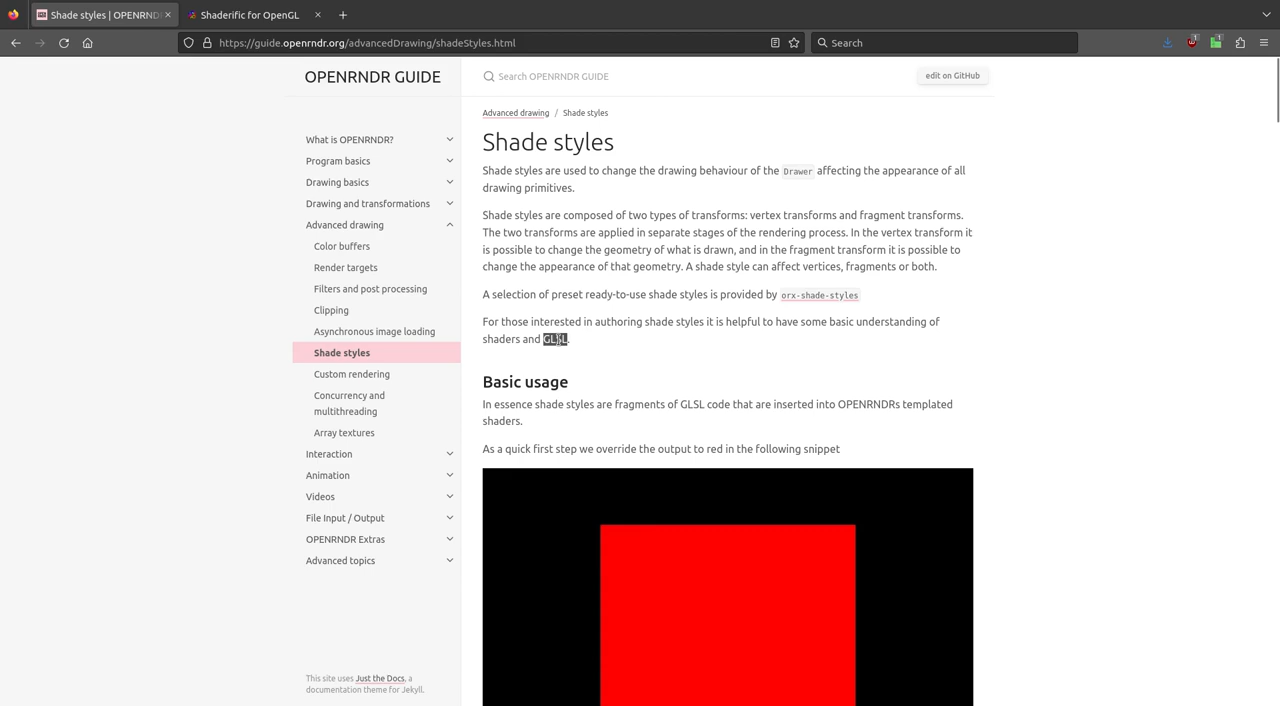 Shade styles | OPENRNDR
Shaderific for OpenGL
https://guide.openrndr.org/advancedDrawing/shadeStyles.html
Search
1
1
OPENRNDR GUIDE
Search OPENRNDR GUIDE
edit on GitHub
What is OPENRNDR?
Program basics
Drawing basics
Drawing and transformations
Advanced drawing
Color buffers
Render targets
Filters and post processing
Clipping
Asynchronous image loading
Shade styles
Custom rendering
Concurrency and
multithreading
Array textures
Interaction
Animation
Videos
File Input / Output
OPENRNDR Extras
Advanced topics
This site uses Just the Docs, a
documentation theme for Jekyll.
Advanced drawing / Shade styles
Shade styles
Shade styles are used to change the drawing behaviour of the Drawer affecting the appearance of all
drawing primitives.
Shade styles are composed of two types of transforms: vertex transforms and fragment transforms.
The two transforms are applied in separate stages of the rendering process. In the vertex transform it
is possible to change the geometry of what is drawn, and in the fragment transform it is possible to
change the appearance of that geometry. A shade style can affect vertices, fragments or both.
A selection of preset ready-to-use shade styles is provided by orx-shade-styles
For those interested in authoring shade styles it is helpful to have some basic understanding of
shaders and GLSL.
Basic usage
In essence shade styles are fragments of GLSL code that are inserted into OPENRNDRs templated
shaders.
As a quick first step we override the output to red in the following snippet